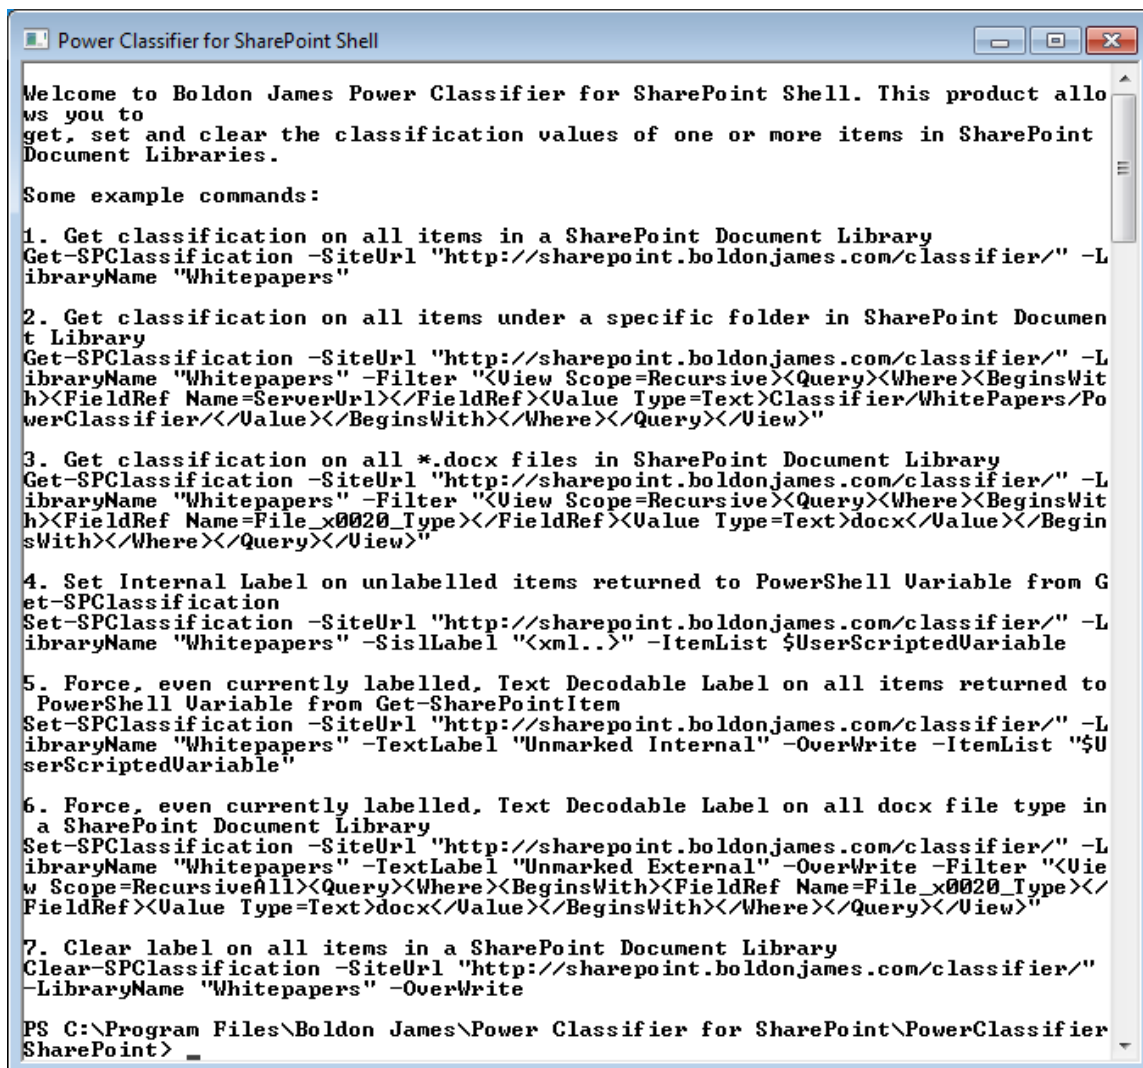 Power Classifier for SharePoint Shell
Welcome to Boldon James Power Classifier for SharePoint Shell. This product allo
ws you to
get, set and clear the classification values of one or more items in SharePoint
Document Libraries.
Some example commands:
1. Get classification on all items in a SharePoint Document Library
Get-SPClassification -SiteUrl "http://sharepoint.boldonjames.com/classifier/" -L
ibraryName "Whitepapers"
2. Get classification on all items under a specific folder in SharePoint Documen
t Library
Get-SPClassification -SiteUrl "http://sharepoint.boldonjames.com/classifier/" -L
ibraryName "Whitepapers" -Filter "<View Scope=Recursive><Query><Where><BeginsWit
h><FieldRef Name=ServerUrl></FieldRef><Value Type=Text>Classifier/WhitePapers/Po
werClassifier/</Value></BeginsWith></Where></Query></View>"
3. Get classification on all *.docx files in SharePoint Document Library
Get-SPClassification -SiteUrl "http://sharepoint.boldonjames.com/classifier/" -L
ibraryName "Whitepapers" -Filter "<View Scope=Recursive><Query><Where><BeginsWit
h><FieldRef Name=File_x0020_Type></FieldRef><Value Type=Text>docx</Value></Begin
sWith></Where></Query></View>"
4. Set Internal Label on unlabelled items returned to PowerShell Variable from G
et-SPClassification
Set-SPClassification -SiteUrl "http://sharepoint.boldonjames.com/classifier/" -L
ibraryName "Whitepapers" -SislLabel "<xml..>" -ItemList $UserScriptedVariable
5. Force, even currently labelled, Text Decodable Label on all items returned to
 PowerShell Variable from Get-SharePointItem
Set-SPClassification -SiteUrl "http://sharepoint.boldonjames.com/classifier/" -L
ibraryName "Whitepapers" -TextLabel "Unmarked Internal" -OverWrite -ItemList "$U
serScriptedVariable"
6. Force, even currently labelled, Text Decodable Label on all docx file type in
 a SharePoint Document Library
Set-SPClassification -SiteUrl "http://sharepoint.boldonjames.com/classifier/" -L
ibraryName "Whitepapers" -TextLabel "Unmarked External" -OverWrite -Filter "<Vie
w Scope=RecursiveAll><Query><Where><BeginsWith><FieldRef Name=File_x0020_Type></
FieldRef><Value Type=Text>docx</Value></BeginsWith></Where></Query></View>"
7. Clear label on all items in a SharePoint Document Library
Clear-SPClassification -SiteUrl "http://sharepoint.boldonjames.com/classifier/"
-LibraryName "Whitepapers" -OverWrite
PS C:\Program Files\Boldon James\Power Classifier for SharePoint\PowerClassifier
SharePoint> _